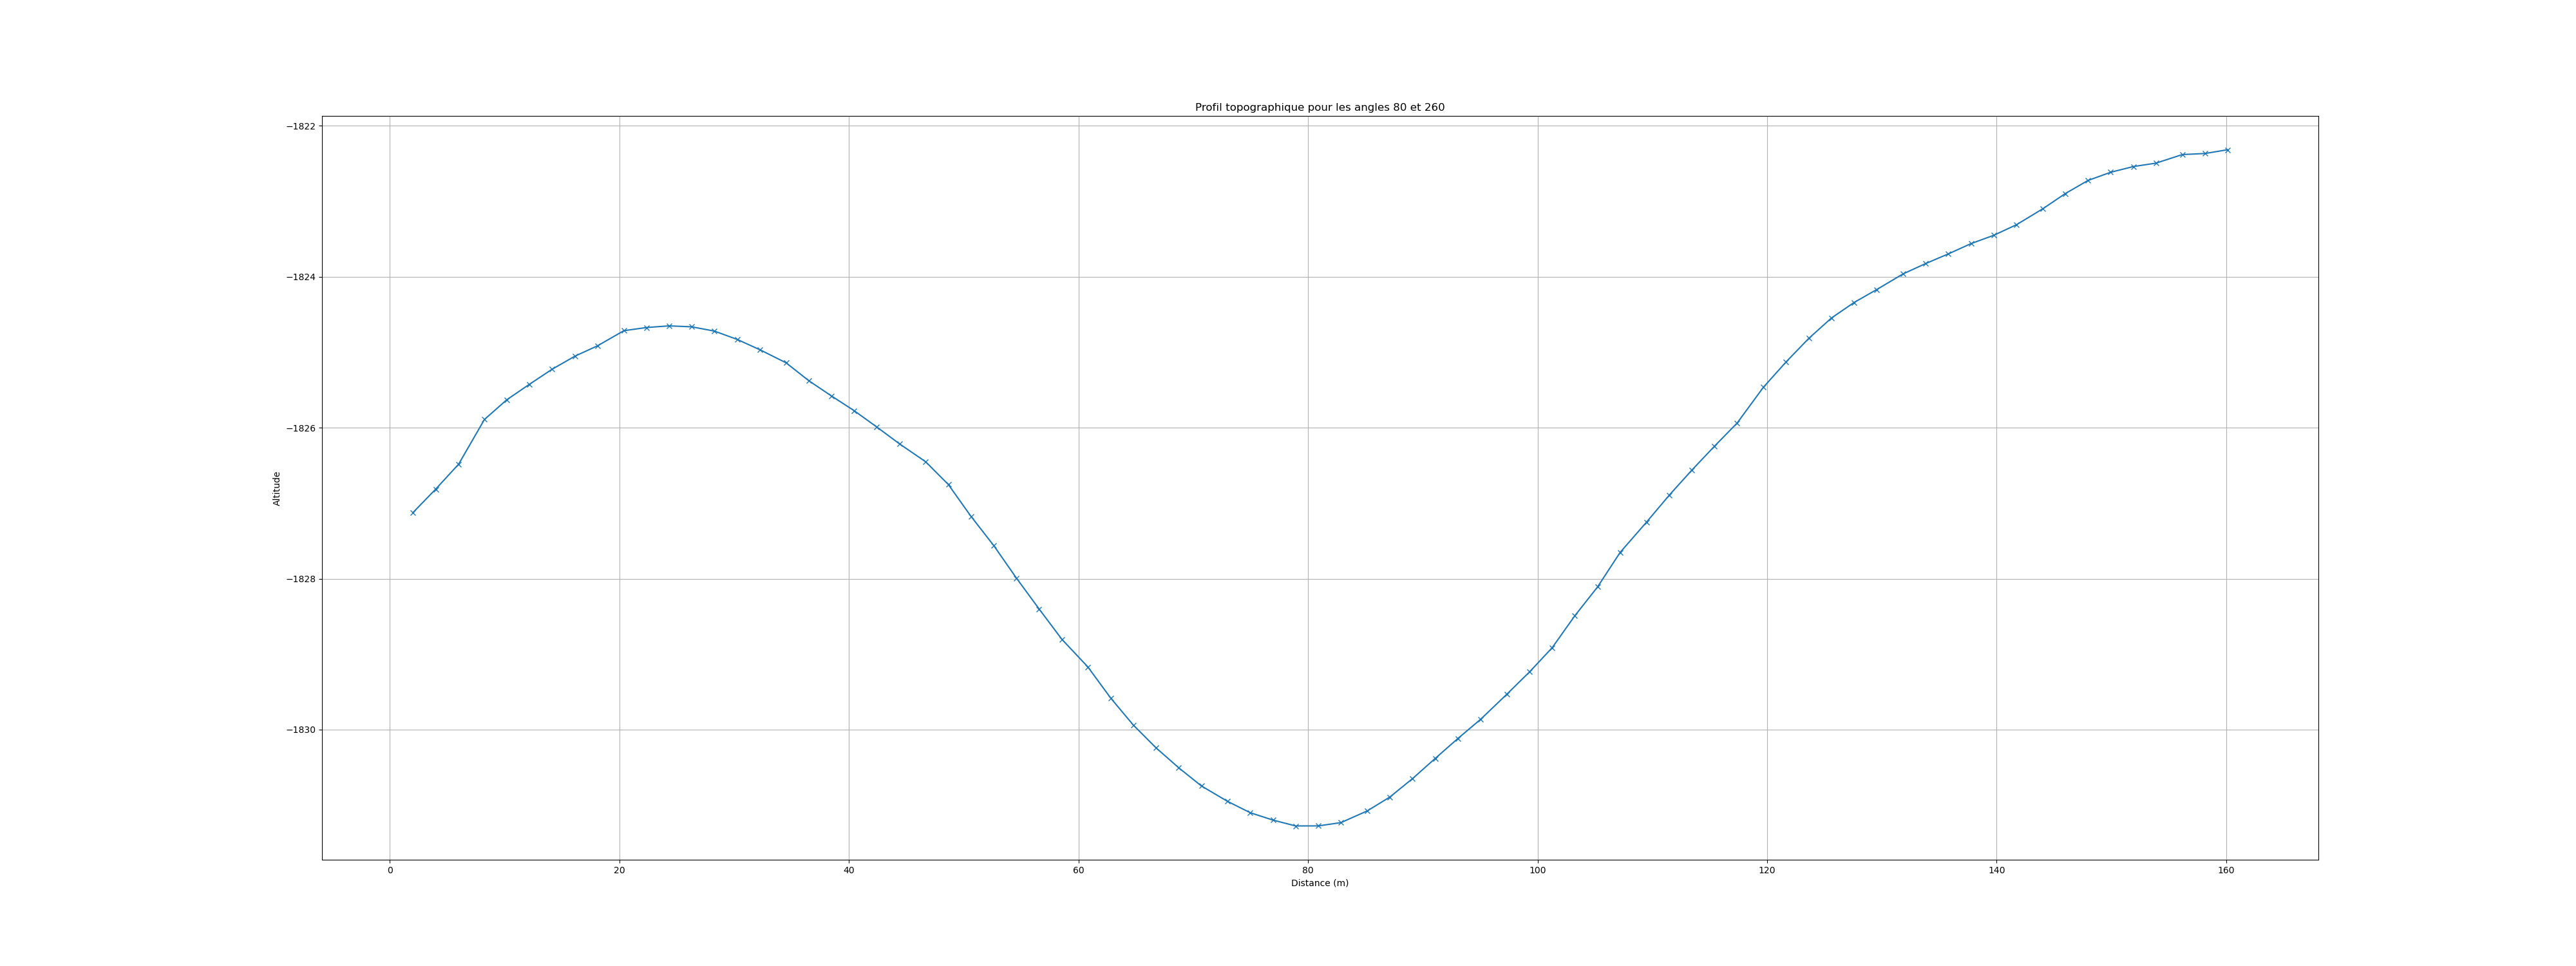 Profil topographique pour les angles 80 et 260
−1822
−1824
−1826
−1828
−1830
Altitude
0 20 40 60 80 100 120 140 160
Distance (m)